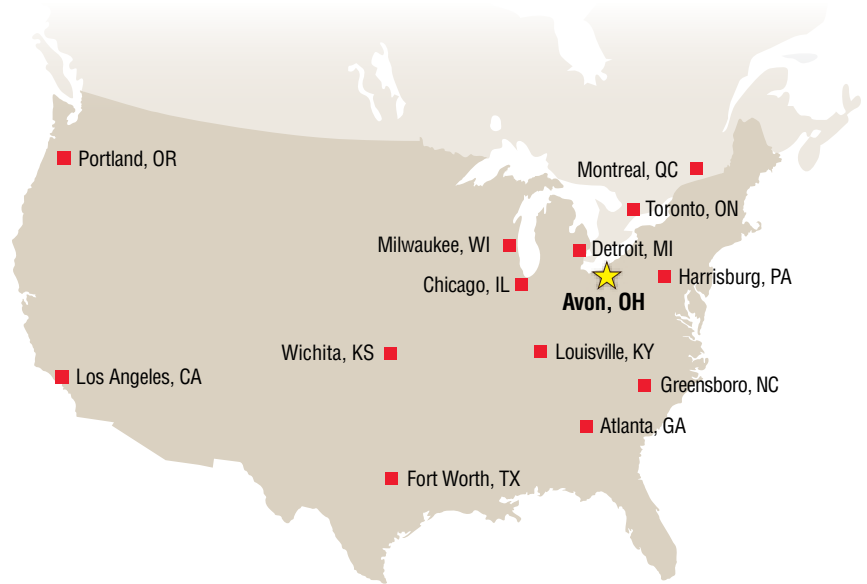 Portland, OR
Montreal, QC
Toronto, ON
Milwaukee, WI
Detroit, MI
Chicago, IL
Harrisburg, PA
Avon, OH
Wichita, KS
Louisville, KY
Los Angeles, CA
Greensboro, NC
Atlanta, GA
Fort Worth, TX